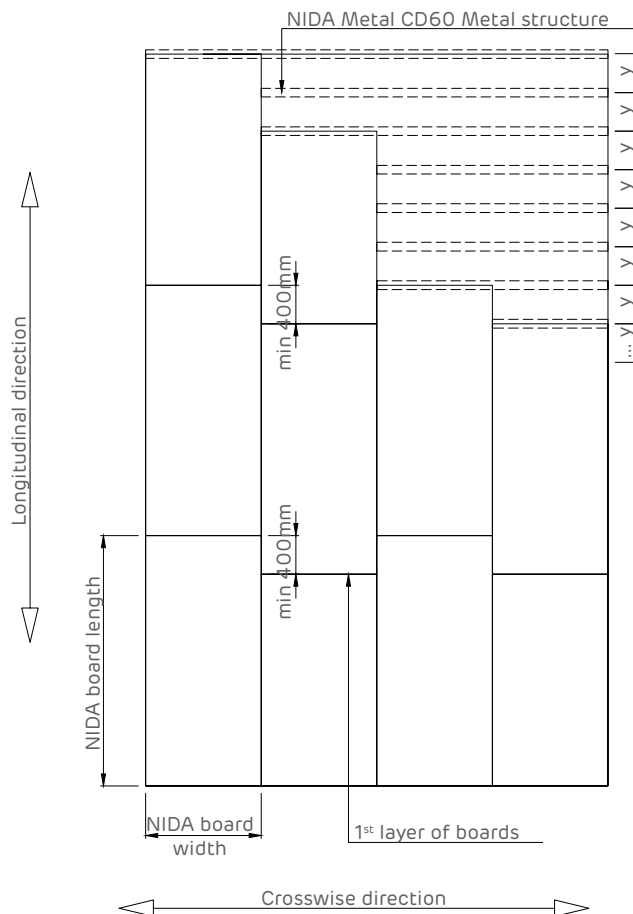 NIDA Metal CD60 Metal structure
y
y
y
y
y
y
y
y
...
min 400mm
Longitudinal direction
min 400mm
NIDA board length
NIDA board
width
1st layer of boards
Crosswise direction